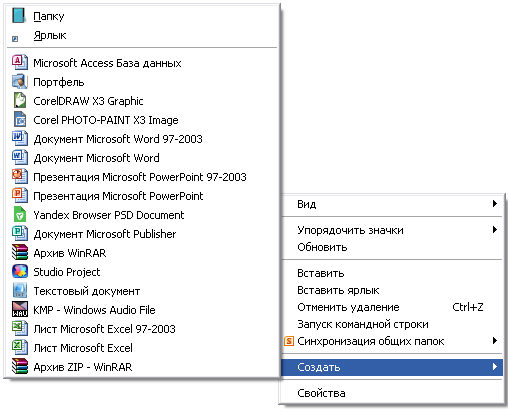 Папку
Ярлык
Microsoft Access База данных
Портфель
CorelDRAW X3 Graphic
Corel PHOTO-PAINT X3 Image
Документ Microsoft Word 97-2003
Документ Microsoft Word
Презентация Microsoft PowerPoint 97-2003
Презентация Microsoft PowerPoint
Yandex Browser PSD Document
Документ Microsoft Publisher
Архив WinRAR
Studio Project
Текстовый документ
KMP - Windows Audio File
Лист Microsoft Excel 97-2003
Лист Microsoft Excel
Архив ZIP - WinRAR
Вид
Упорядочить значки
Обновить
Вставить
Вставить ярлык
Отменить удаление Ctrl+Z
Запуск командной строки
Синхронизация общих папок
Создать
Свойства